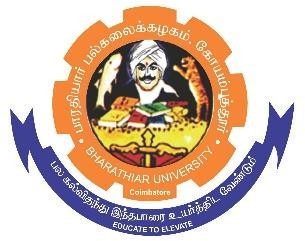 பாரதியார் பல்கலைக்கழகம், கோயம்புத்தூர்
BHARATHIAR UNIVERSITY
Coimbatore
பல கல்விதந்து இந்தபாரை உயர்த்திட வேண்டும்
EDUCATE TO ELEVATE